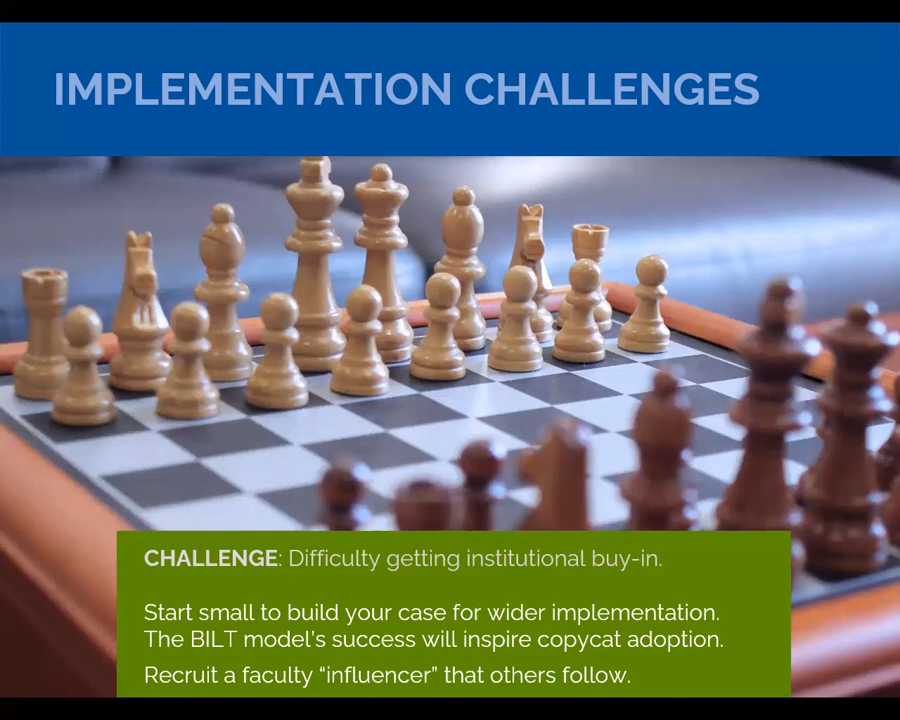 IMPLEMENTATION CHALLENGES
CHALLENGE: Difficulty getting institutional buy-in.
Start small to build your case for wider implementation.
The BILT model's success will inspire copycat adoption.
Recruit a faculty “influencer” that others follow.